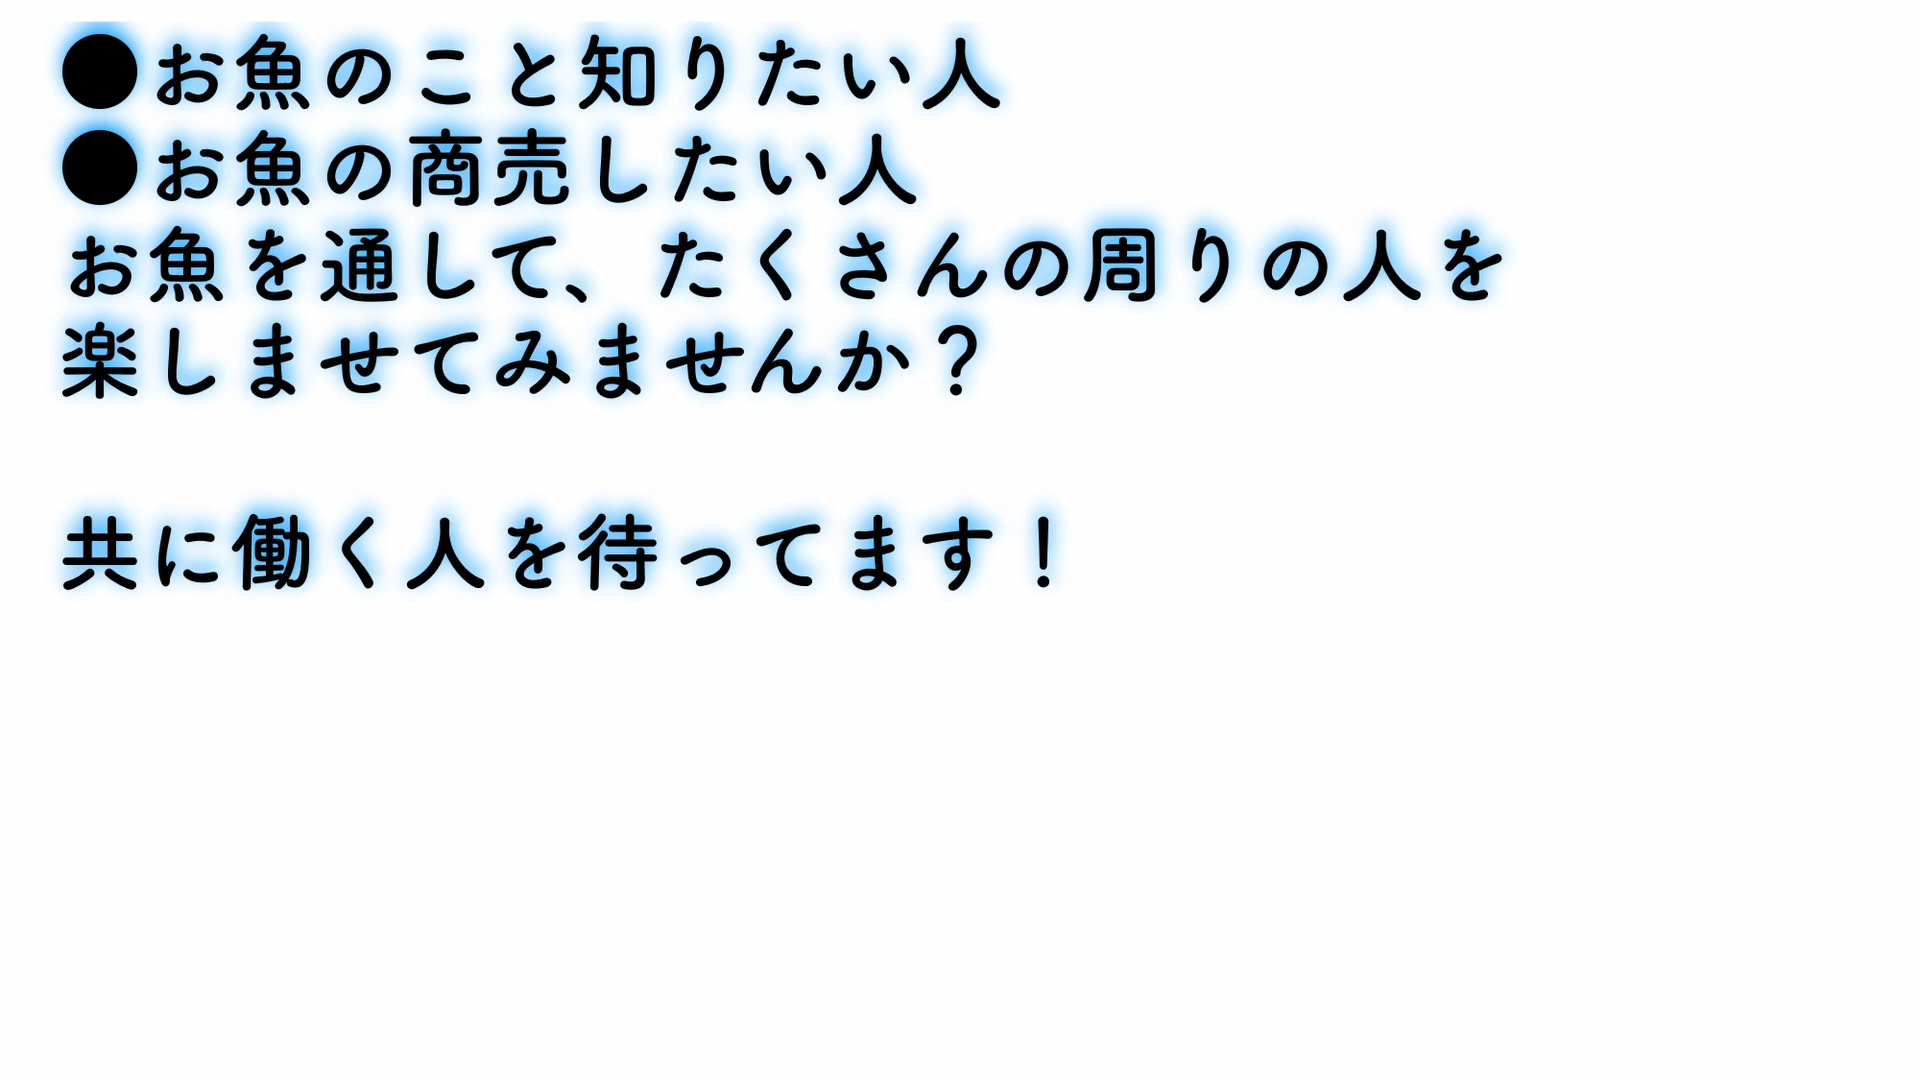 ●お魚のこと知りたい人
●お魚の商売したい人
お魚を通して、たくさんの周りの人を
楽しませてみませんか？
共に働く人を待ってます！